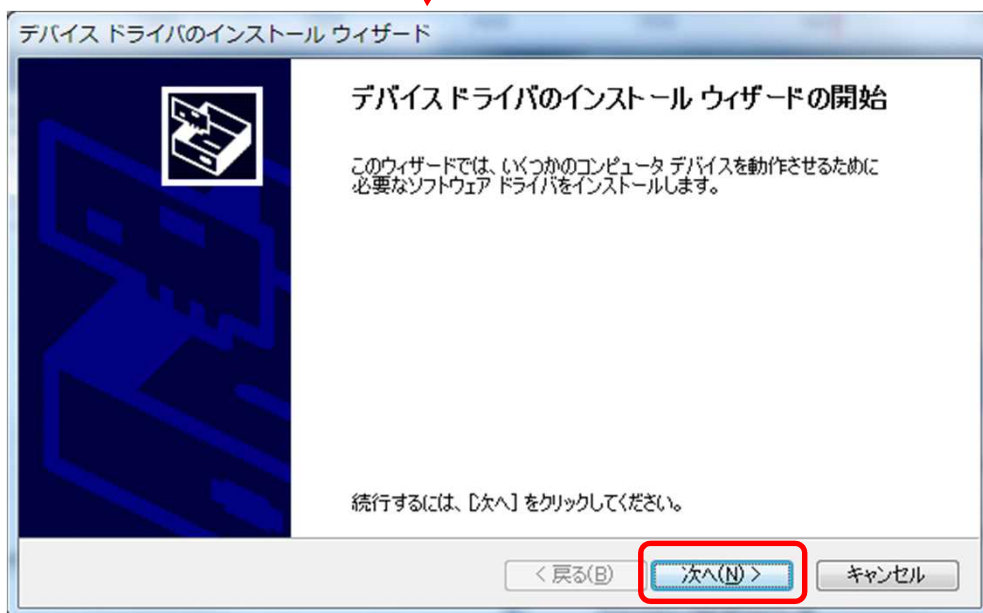 デバイス ドライバのインストール ウィザード
デバイス ドライバのインストール ウィザードの開始
このウィザードでは、いくつかのコンピュータ デバイスを動作させるために
必要なソフトウェア ドライバをインストールします。
続行するには、[次へ] をクリックしてください。
< 戻る(B) 次へ(N) > キャンセル